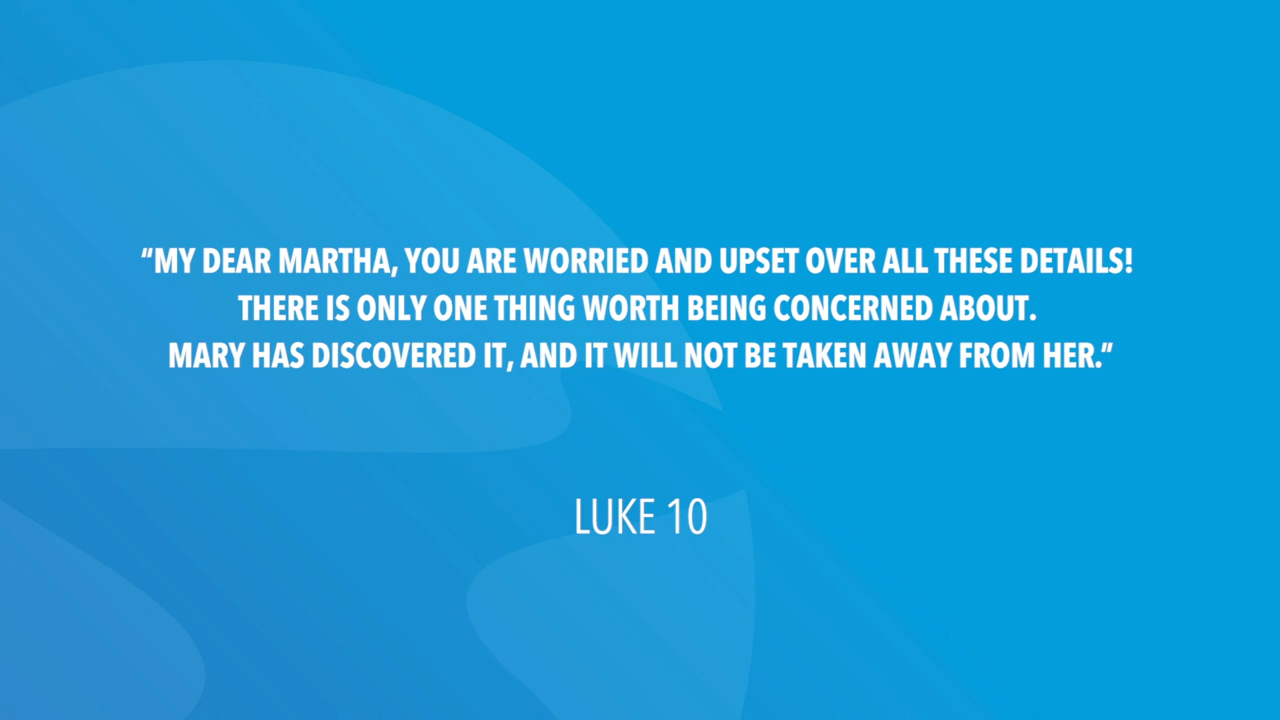 “MY DEAR MARTHA, YOU ARE WORRIED AND UPSET OVER ALL THESE DETAILS!
THERE IS ONLY ONE THING WORTH BEING CONCERNED ABOUT.
MARY HAS DISCOVERED IT, AND IT WILL NOT BE TAKEN AWAY FROM HER.”
LUKE 10